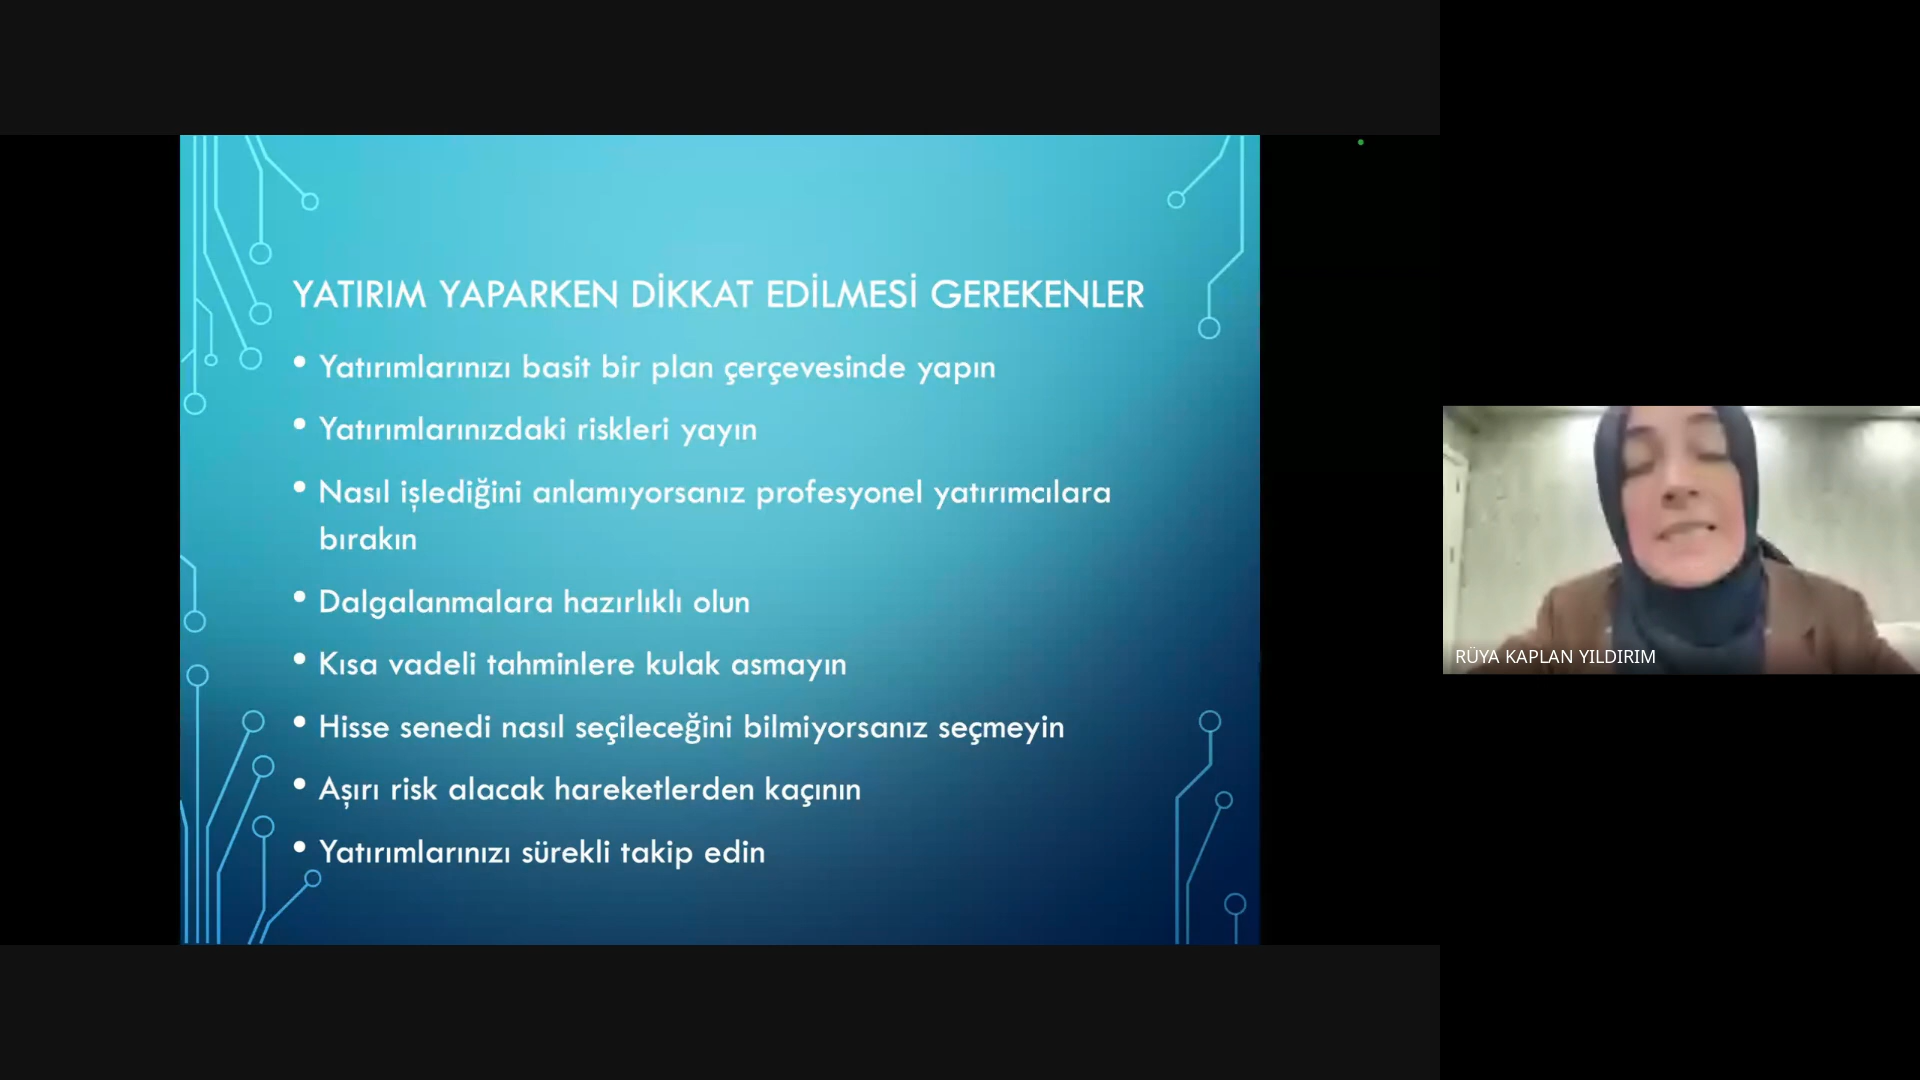 YATIRIM YAPARKEN DİKKAT EDİLMESİ GEREKENLER
• Yatırımlarınızı basit bir plan çerçevesinde yapın
• Yatırımlarınızdaki riskleri yayın
• Nasıl işlediğini anlamıyorsanız profesyonel yatırımcılara
bırakın
• Dalgalanmalara hazırlıklı olun
• Kısa vadeli tahminlere kulak asmayın
• Hisse senedi nasıl seçileceğini bilmiyorsanız seçmeyin
• Aşırı risk alacak hareketlerden kaçının
• Yatırımlarınızı sürekli takip edin
RÜYA KAPLAN YILDIRIM